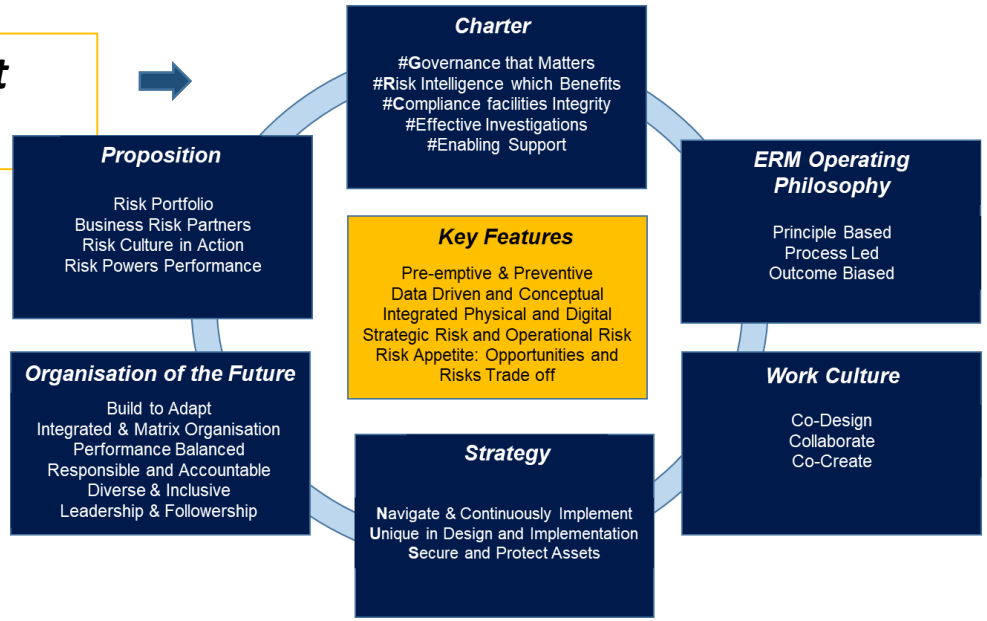 t
Charter
#Governance that Matters
#Risk Intelligence which Benefits
#Compliance facilities Integrity
#Effective Investigations
#Enabling Support
Proposition
Risk Portfolio
Business Risk Partners
Risk Culture in Action
Risk Powers Performance
ERM Operating
Philosophy
Principle Based
Process Led
Outcome Biased
Key Features
Pre-emptive & Preventive
Data Driven and Conceptual
Integrated Physical and Digital
Strategic Risk and Operational Risk
Risk Appetite: Opportunities and
Risks Trade off
Organisation of the Future
Build to Adapt
Integrated & Matrix Organisation
Performance Balanced
Responsible and Accountable
Diverse & Inclusive
Leadership & Followership
Work Culture
Co-Design
Collaborate
Co-Create
Strategy
Navigate & Continuously Implement
Unique in Design and Implementation
Secure and Protect Assets